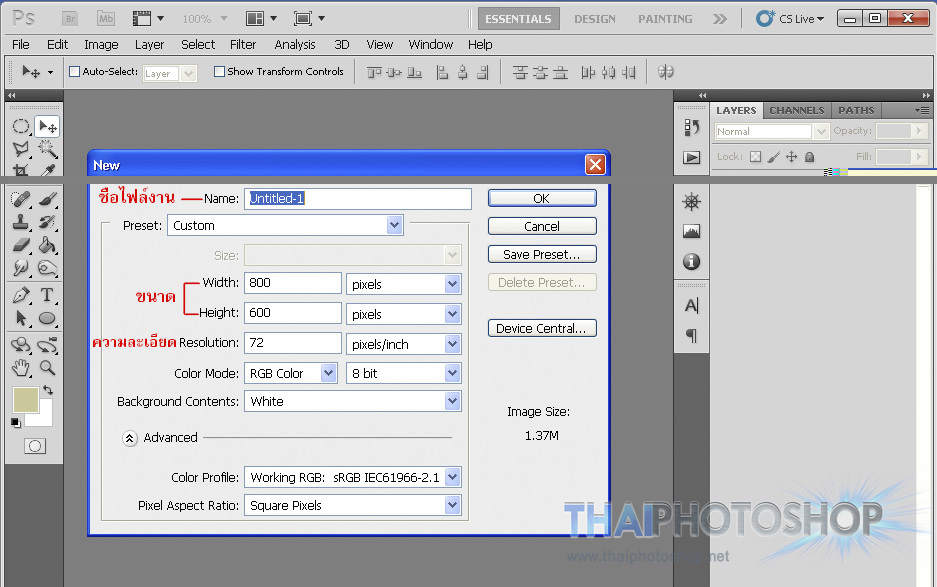 Ps Br Mb 100% ESSENTIALS DESIGN PAINTING CS Live
File Edit Image Layer Select Filter Analysis 3D View Window Help
Auto-Select: Layer Show Transform Controls
LAYERS CHANNELS PATHS
Normal Opacity:
Lock: Fill:
New
ชื่อไฟล์งาน Name: Untitled-1 OK
Preset: Custom Cancel
Size: Save Preset...
ขนาด
Width: 800 pixels Delete Preset...
Height: 600 pixels
Device Central...
ความละเอียด Resolution: 72 pixels/inch
Color Mode: RGB Color 8 bit
Background Contents: White
Image Size:
1.37M
Advanced
Color Profile: Working RGB: sRGB IEC61966-2.1
Pixel Aspect Ratio: Square Pixels
THAIPHOTOSHOP
www.thaiphotoshop.net